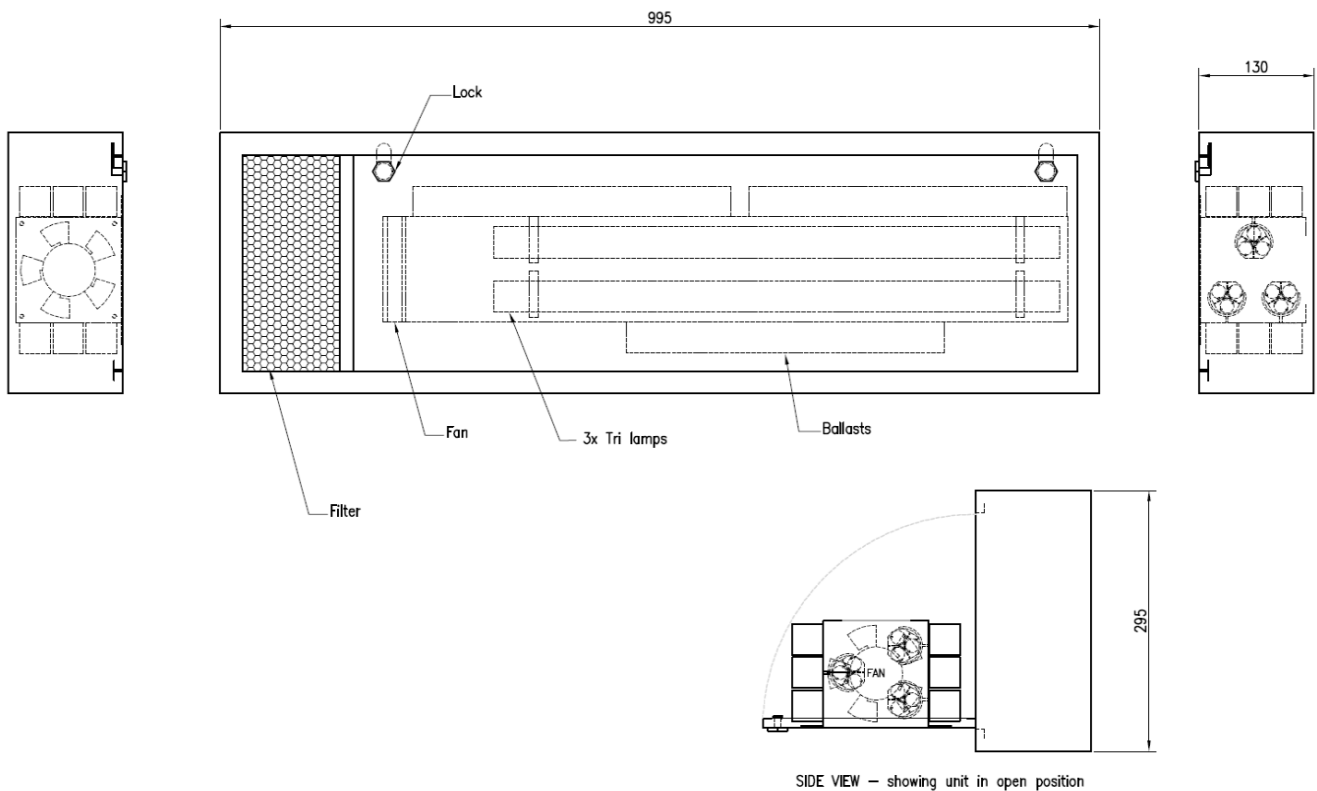 995
130
Lock
Fan
3x Tri lamps
Ballasts
Filter
FAN
295
SIDE VIEW – showing unit in open position